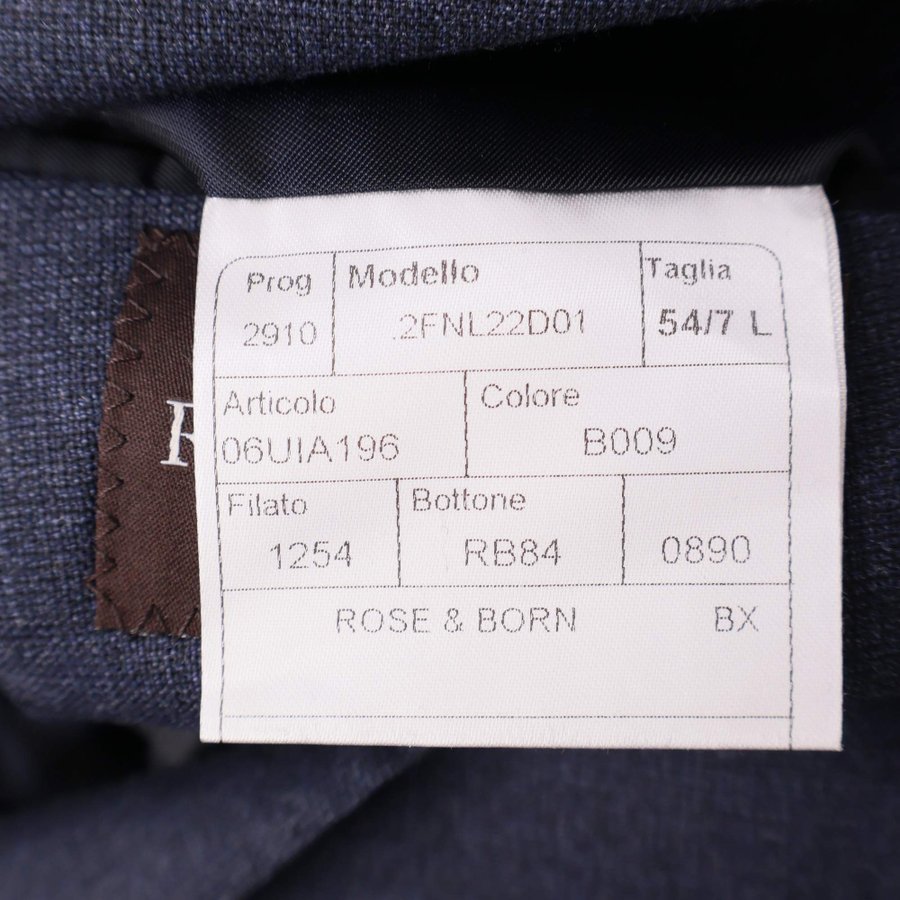 Prog Modello Taglia
2910 .2FNL22D01 54/7 L
Articolo Colore
06UIA196 B009
Filato Bottone
1254 RB84 0890
ROSE & BORN BX
R